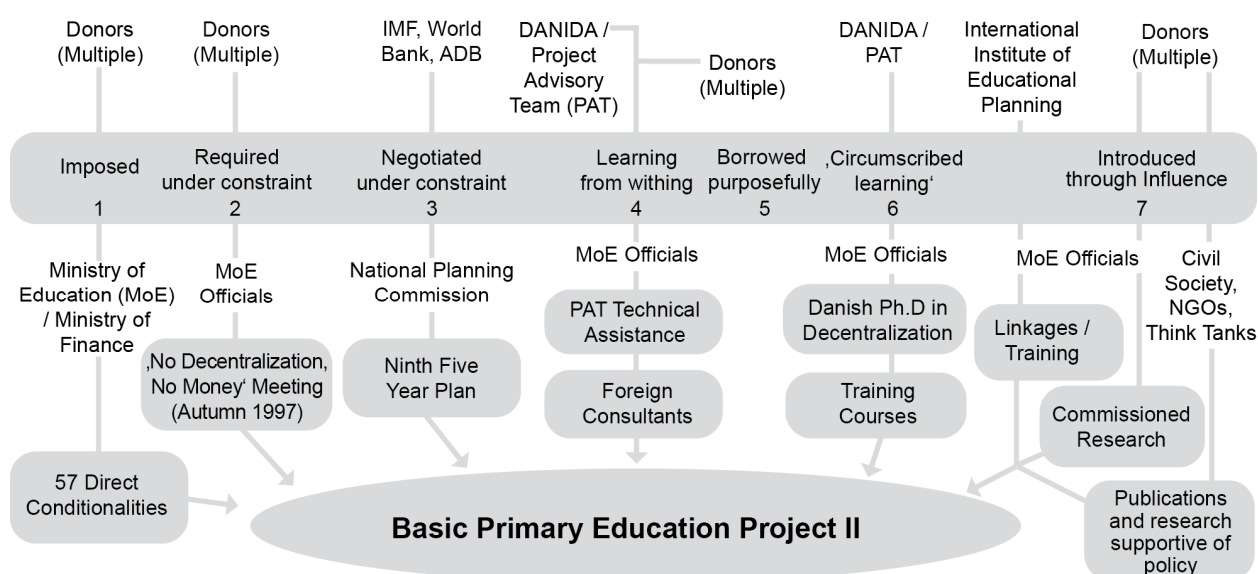 Donors
(Multiple)
Donors
(Multiple)
IMF, World
Bank, ADB
DANIDA /
Project
Advisory
Team (PAT)
Donors
(Multiple)
DANIDA /
PAT
International
Institute of
Educational
Planning
Donors
(Multiple)
Imposed
1
Required
under constraint
2
Negotiated
under constraint
3
Learning
from withing
4
Borrowed
purposefully
5
‚Circumscribed
learning‘
6
Introduced
through Influence
7
Ministry of
Education (MoE)
/ Ministry of
Finance
MoE
Officials
National Planning
Commission
MoE Officials
MoE Officials
MoE Officials
Civil
Society,
NGOs,
Think Tanks
57 Direct
Conditionalities
‚No Decentralization,
No Money‘ Meeting
(Autumn 1997)
Ninth Five
Year Plan
PAT Technical
Assistance
Foreign
Consultants
Danish Ph.D in
Decentralization
Training
Courses
Linkages /
Training
Commissioned
Research
Publications
and research
supportive of
policy
Basic Primary Education Project II